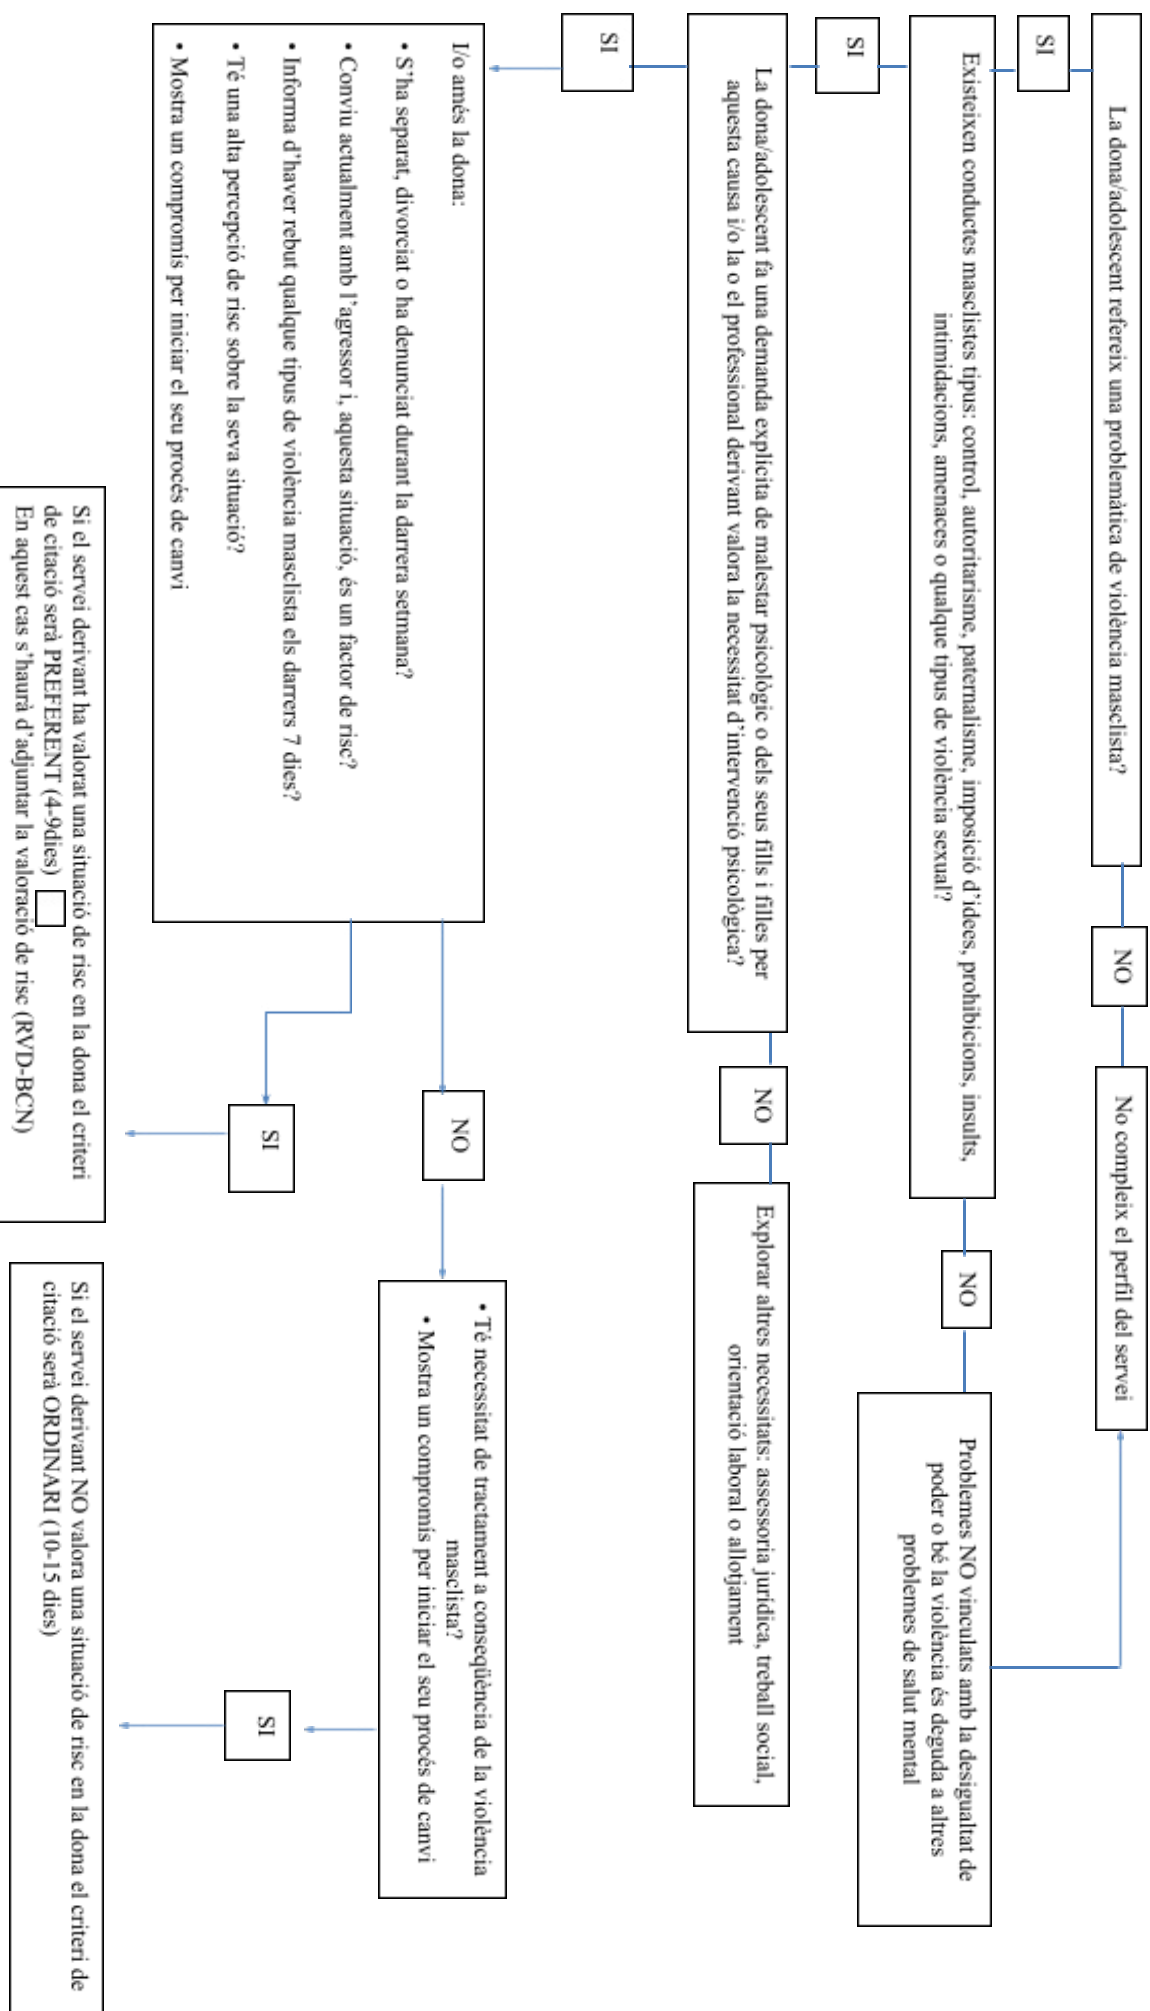 La dona/adolescent refereix una problemàtica de violència masclista?
NO
No compleix el perfil del servei
SI
Existeixen conductes masclistes tipus: control, autoritarisme, paternalisme, imposició d'idees, prohibicions, insults,
intimidacions, amenaces o qualque tipus de violència sexual?
NO
Problemes NO vinculats amb la desigualtat de
poder o bé la violència és deguda a altres
problemes de salut mental
SI
La dona/adolescent fa una demanda explícita de malestar psicològic o dels seus fills i filles per
aquesta causa i/o la o el professional derivant valora la necessitat d'intervenció psicològica?
NO
Explorar altres necessitats: assessoria jurídica, treball social,
orientació laboral o allotjament
SI
I/o amés la dona:
• S'ha separat, divorciat o ha denunciat durant la darrera setmana?
• Conviu actualment amb l'agressor i, aquesta situació, és un factor de risc?
• Informa d'haver rebut qualque tipus de violència masclista els darrers 7 dies?
• Té una alta percepció de risc sobre la seva situació?
• Mostra un compromís per iniciar el seu procés de canvi
NO
• Té necessitat de tractament a conseqüència de la violència
masclista?
• Mostra un compromís per iniciar el seu procés de canvi
SI
SI
Si el servei derivant ha valorat una situació de risc en la dona el criteri
de citació serà PREFERENT (4-9dies)
En aquest cas s'haurà d'adjuntar la valoració de risc (RVD-BCN)
Si el servei derivant NO valora una situació de risc en la dona el criteri de
citació serà ORDINARI (10-15 dies)